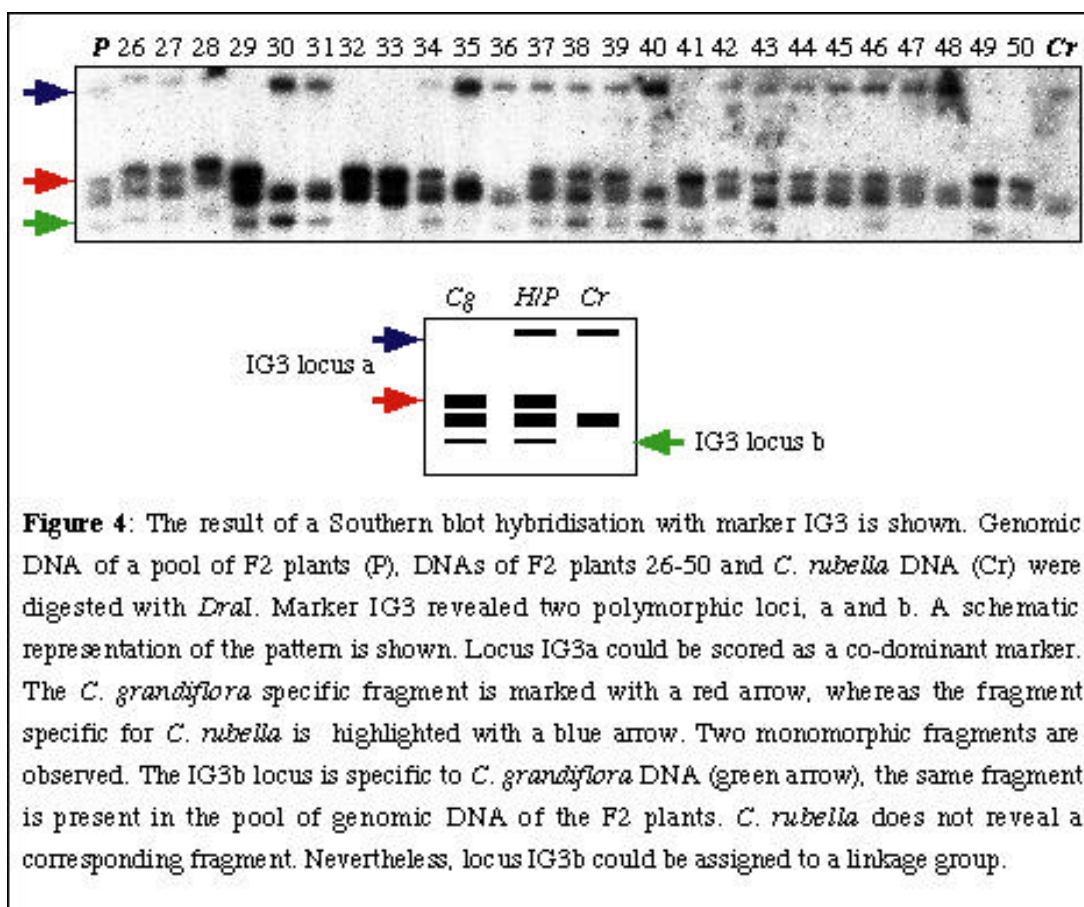 P 26 27 28 29 30 31 32 33 34 35 36 37 38 39 40 41 42 43 44 45 46 47 48 49 50 Cr
Cg H/P Cr
IG3 locus a
IG3 locus b
Figure 4: The result of a Southern blot hybridisation with marker IG3 is shown. Genomic
DNA of a pool of F2 plants (P), DNAs of F2 plants 26-50 and C. rubella DNA (Cr) were
digested with DraI. Marker IG3 revealed two polymorphic loci, a and b. A schematic
representation of the pattern is shown. Locus IG3a could be scored as a co-dominant marker.
The C. grandiflora specific fragment is marked with a red arrow, whereas the fragment
specific for C. rubella is highlighted with a blue arrow. Two monomorphic fragments are
observed. The IG3b locus is specific to C. grandiflora DNA (green arrow), the same fragment
is present in the pool of genomic DNA of the F2 plants. C. rubella does not reveal a
corresponding fragment. Nevertheless, locus IG3b could be assigned to a linkage group.